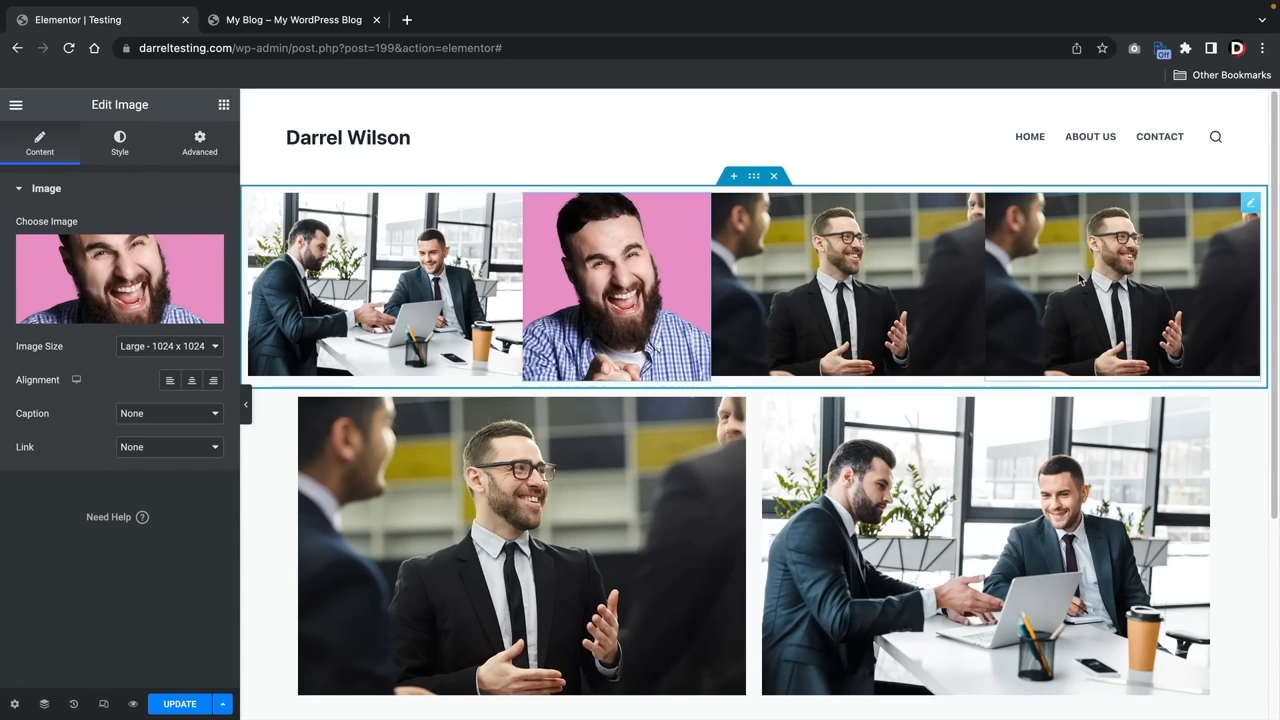 Elementor | Testing
My Blog – My WordPress Blog
darreltesting.com/wp-admin/post.php?post=199&action=elementor#
Off
D
Other Bookmarks
Edit Image
Content
Style
Advanced
Image
Choose Image
Image Size
Large - 1024 x 1024
Alignment
Caption
None
Link
None
Need Help ?
UPDATE
Darrel Wilson
HOME
ABOUT US
CONTACT